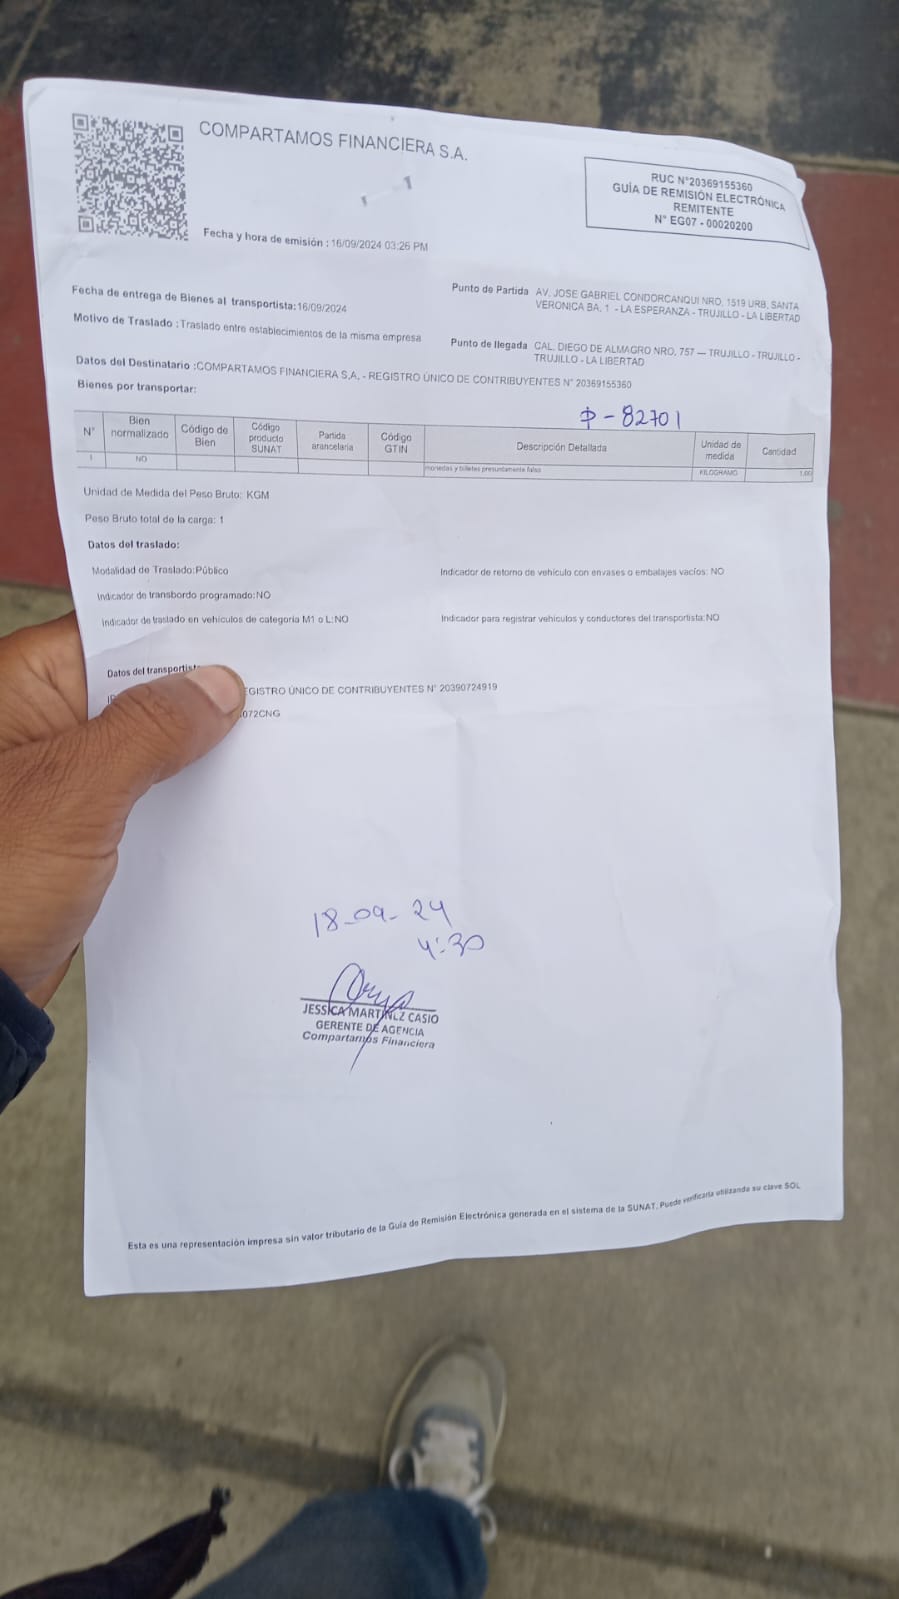 COMPARTAMOS FINANCIERA S.A.
RUC N°20369155360
GUÍA DE REMISIÓN ELECTRÓNICA
REMITENTE
N° EG07 - 00020200
Fecha y hora de emisión : 16/09/2024 03:26 PM
Fecha de entrega de Bienes al transportista:16/09/2024
Punto de Partida AV. JOSE GABRIEL CONDORCANQUI NRO. 1519 URB. SANTA
VERONICA BA. 1 - LA ESPERANZA - TRUJILLO - LA LIBERTAD
Motivo de Traslado :Traslado entre establecimientos de la misma empresa
Punto de llegada CAL. DIEGO DE ALMAGRO NRO. 757 — TRUJILLO - TRUJILLO -
TRUJILLO - LA LIBERTAD
Datos del Destinatario :COMPARTAMOS FINANCIERA S.A. - REGISTRO ÚNICO DE CONTRIBUYENTES N° 20369155360
Bienes por transportar:
- 82701
N° Bien normalizado Código de Bien Código producto SUNAT Partida arancelaria Código GTIN Descripción Detallada Unidad de medida Cantidad
1 NO monedas y billetes presuntamente falso KILOGRAMO 1.00
Unidad de Medida del Peso Bruto: KGM
Peso Bruto total de la carga: 1
Datos del traslado:
Modalidad de Traslado:Público
Indicador de retorno de vehículo con envases o embalajes vacíos: NO
Indicador de transbordo programado:NO
Indicador de traslado en vehículos de categoría M1 o L:NO
Indicador para registrar vehículos y conductores del transportista:NO
Datos del transportist
EGISTRO ÚNICO DE CONTRIBUYENTES N° 20390724919
072CNG
18-09-24
4:30
JESSICA MARTINEZ CASIO
GERENTE DE AGENCIA
Compartamos Financiera
Esta es una representación impresa sin valor tributario de la Guía de Remisión Electrónica generada en el sistema de la SUNAT. Puede verificarla utilizando su clave SOL